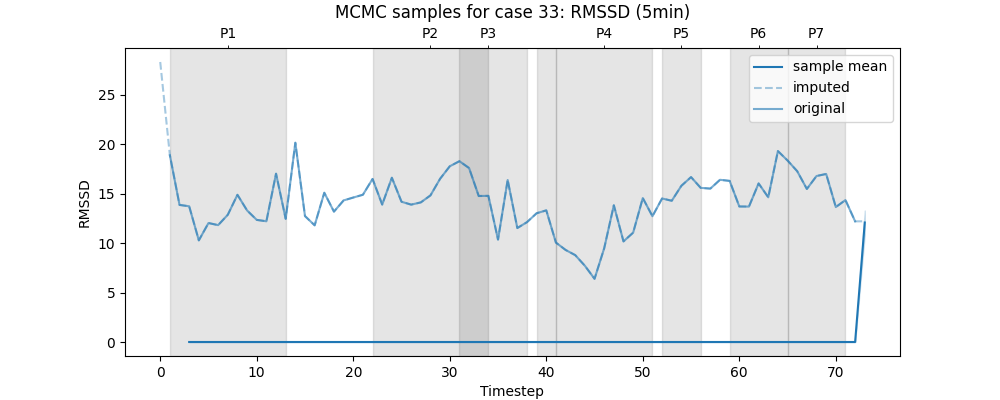 MCMC samples for case 33: RMSSD (5min)
P1 P2 P3 P4 P5 P6 P7
sample mean
imputed
original
25
20
15
10
5
0
RMSSD
0 10 20 30 40 50 60 70
Timestep